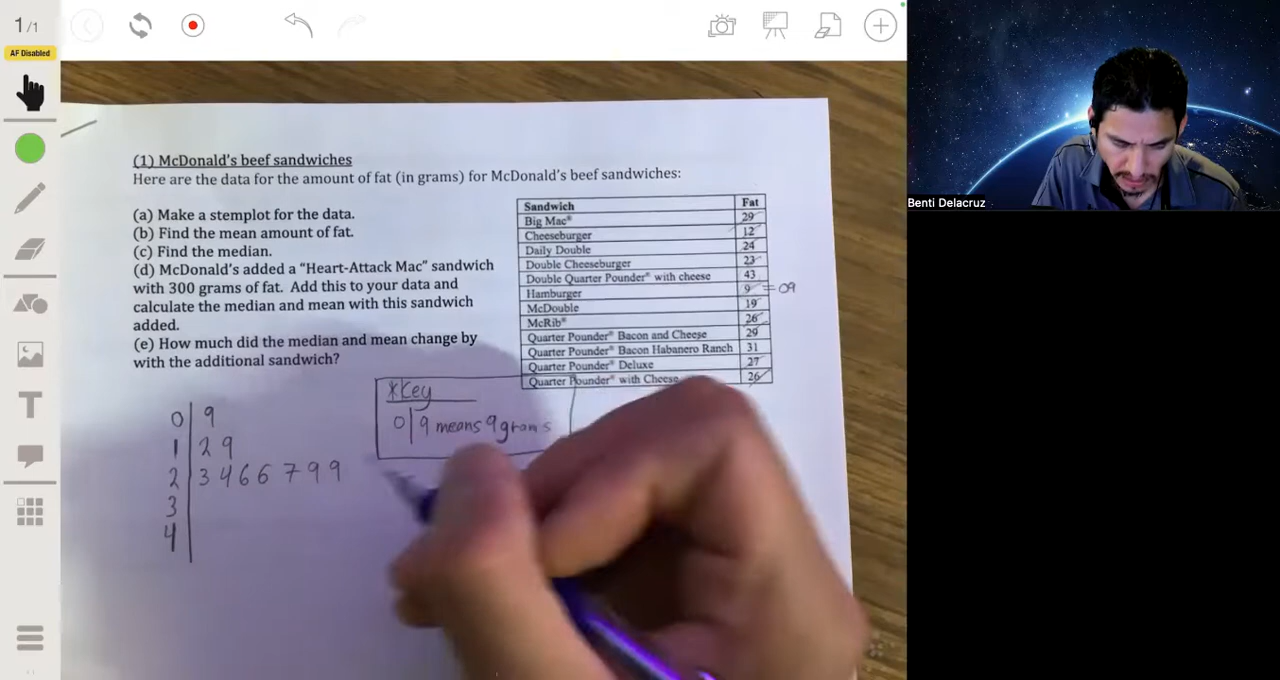 1/1
AF Disabled
T
Benti Delacruz
(1) McDonald's beef sandwiches
Here are the data for the amount of fat (in grams) for McDonald's beef sandwiches:
(a) Make a stemplot for the data.
(b) Find the mean amount of fat.
(c) Find the median.
(d) McDonald's added a "Heart-Attack Mac" sandwich
with 300 grams of fat. Add this to your data and
calculate the median and mean with this sandwich
added.
(e) How much did the median and mean change by
with the additional sandwich?
Sandwich Fat
Big Mac® 29
Cheeseburger 12
Daily Double 24
Double Cheeseburger 23
Double Quarter Pounder® with cheese 43
Hamburger 9 = 09
McDouble 19
McRib® 26
Quarter Pounder® Bacon and Cheese 29
Quarter Pounder® Bacon Habanero Ranch 31
Quarter Pounder® Deluxe 27
Quarter Pounder® with Cheese 26
*Key
0|9 means 9 grams
0|9
1|2 9
2|3 4 6 6 7 9 9
3|
4|